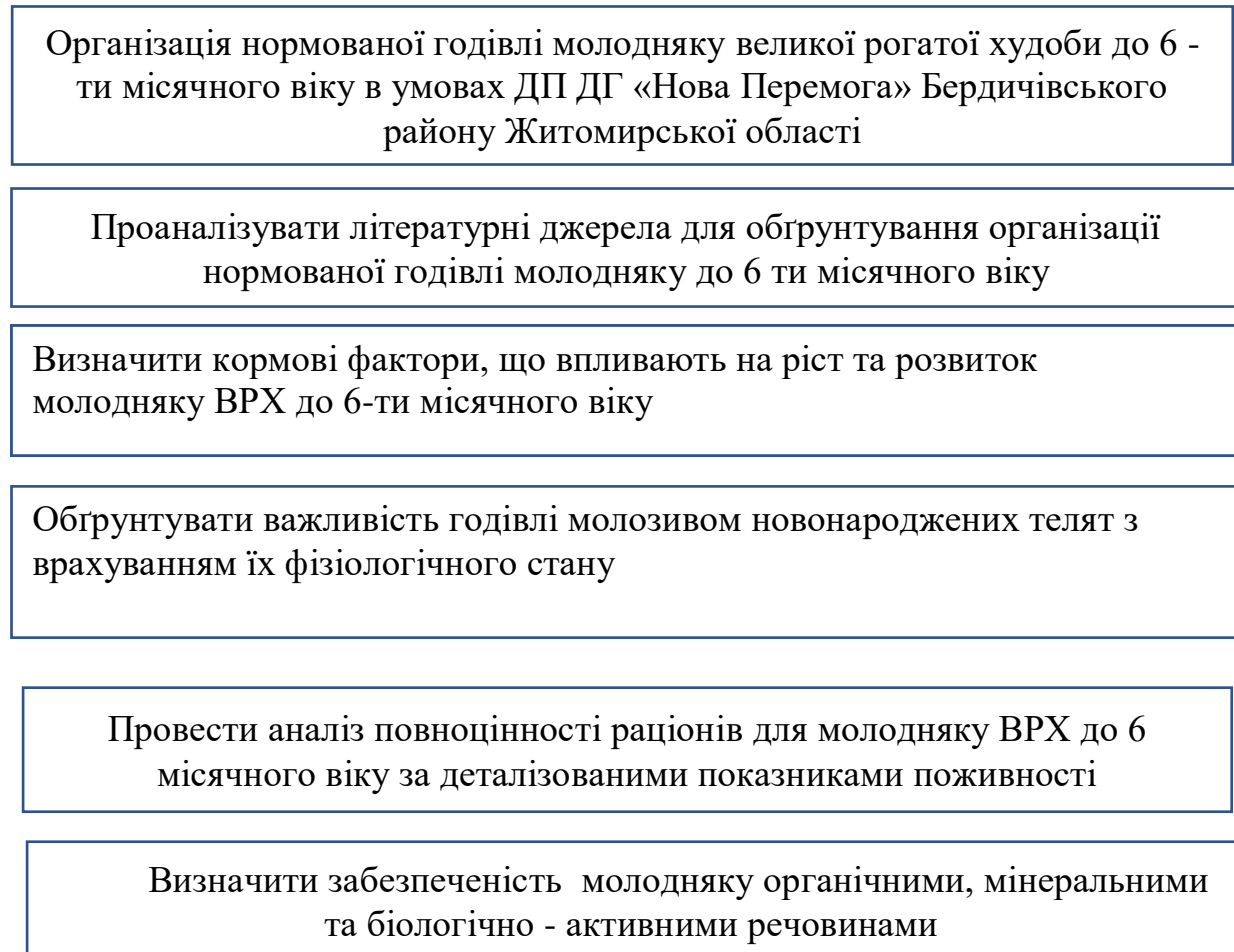 Організація нормованої годівлі молодняку великої рогатої худоби до 6 -
ти місячного віку в умовах ДП ДГ «Нова Перемога» Бердичівського
району Житомирської області
Проаналізувати літературні джерела для обґрунтування організації
нормованої годівлі молодняку до 6 ти місячного віку
Визначити кормові фактори, що впливають на ріст та розвиток
молодняку ВРХ до 6-ти місячного віку
Обґрунтувати важливість годівлі молозивом новонароджених телят з
врахуванням їх фізіологічного стану
Провести аналіз повноцінності раціонів для молодняку ВРХ до 6
місячного віку за деталізованими показниками поживності
Визначити забезпеченість  молодняку органічними, мінеральними
та біологічно - активними речовинами